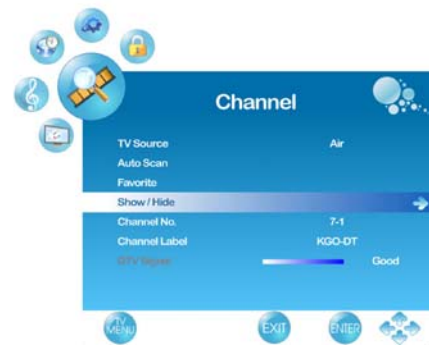 Channel
TV Source Air
Auto Scan
Favorite
Show / Hide
Channel No. 7-1
Channel Label KGO-DT
DTV Signal Good
TV MENU EXIT ENTER